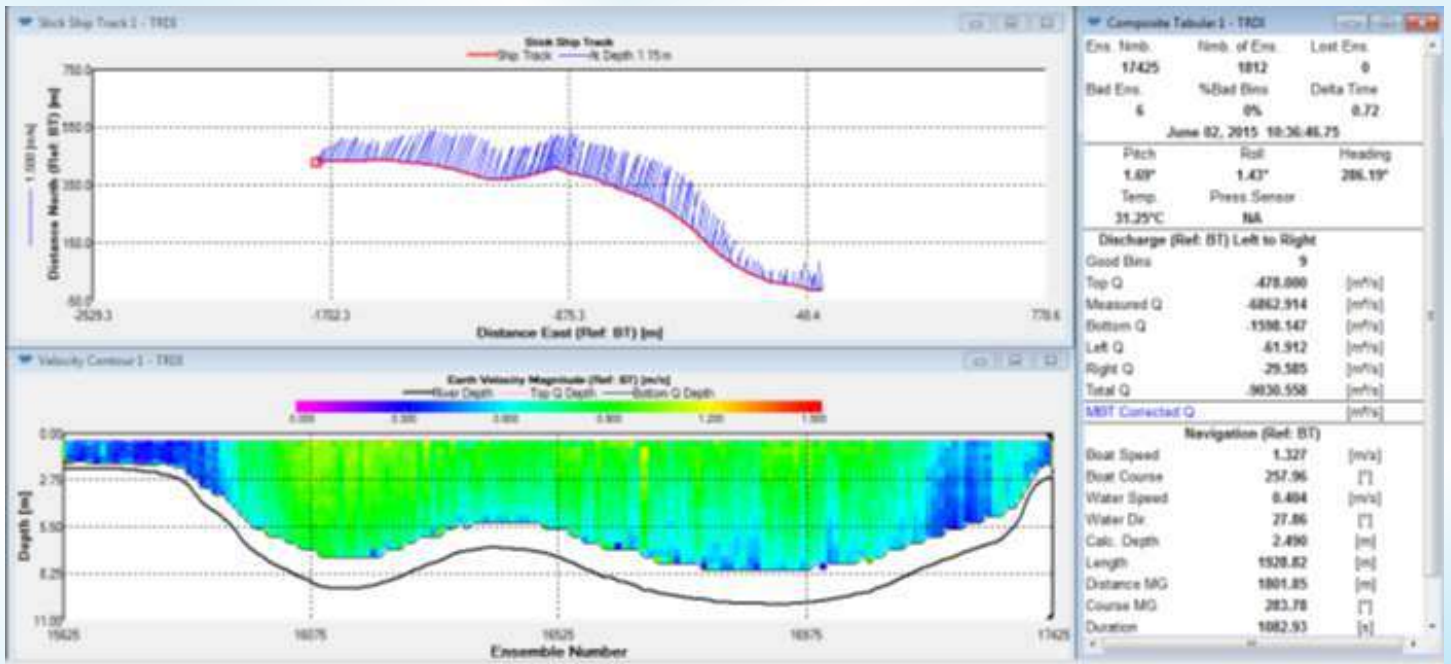 Stick Ship Track 1 - TRDI
Stick Ship Track
Ship Track At Depth 1.15 m
1.500 [m/s]
Distance North (Ref: BT) [m]
750.0
550.0
350.0
150.0
-50.0
-2529.3 -1702.3 -875.3 -48.4 778.6
Distance East (Ref: BT) [m]
Velocity Contour 1 - TRDI
Earth Velocity Magnitude (Ref: BT) [m/s]
River Depth Top Q Depth Bottom Q Depth
0.000 0.300 0.600 0.900 1.200 1.500
Depth [m]
0.00
2.75
5.50
8.25
11.00
15625 16075 16525 16975 17425
Ensemble Number
Composite Tabular 1 - TRDI
Ens. Nmb. Nmb. of Ens. Lost Ens.
17425 1812 0
Bad Ens. %Bad Bins Delta Time
6 0% 0.72
June 02, 2015 10:36:46.75
Pitch Roll Heading
1.69° 1.43° 286.19°
Temp. Press Sensor
31.25°C NA
Discharge (Ref: BT) Left to Right
Good Bins 9
Top Q -478.000 [m³/s]
Measured Q -6862.914 [m³/s]
Bottom Q -1598.147 [m³/s]
Left Q -61.912 [m³/s]
Right Q -29.585 [m³/s]
Total Q -9030.558 [m³/s]
MBT Corrected Q [m³/s]
Navigation (Ref: BT)
Boat Speed 1.327 [m/s]
Boat Course 257.96 [°]
Water Speed 0.404 [m/s]
Water Dir. 27.86 [°]
Calc. Depth 2.490 [m]
Length 1928.82 [m]
Distance MG 1801.85 [m]
Course MG 283.78 [°]
Duration 1082.93 [s]